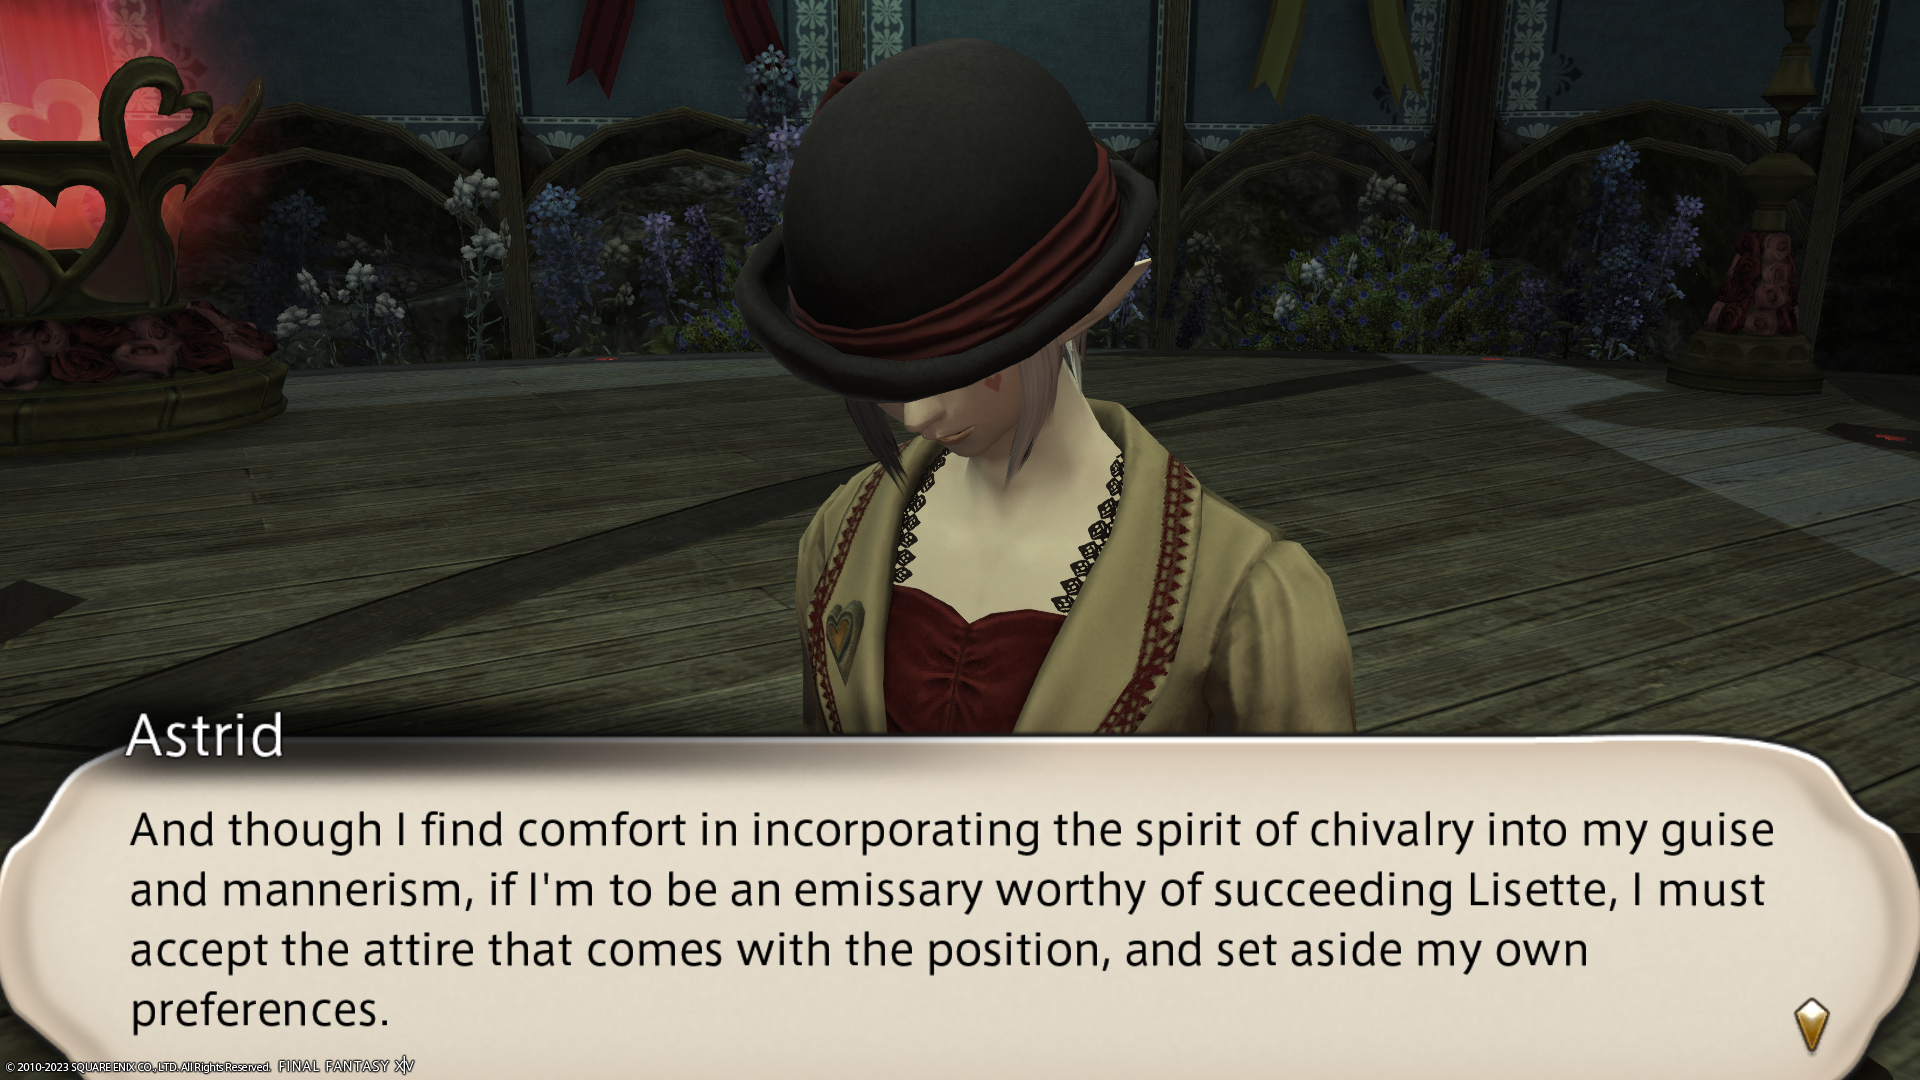 Astrid
And though I find comfort in incorporating the spirit of chivalry into my guise
and mannerism, if I'm to be an emissary worthy of succeeding Lisette, I must
accept the attire that comes with the position, and set aside my own
preferences.
© 2010-2023 SQUARE ENIX CO., LTD. All Rights Reserved. FINAL FANTASY XIV